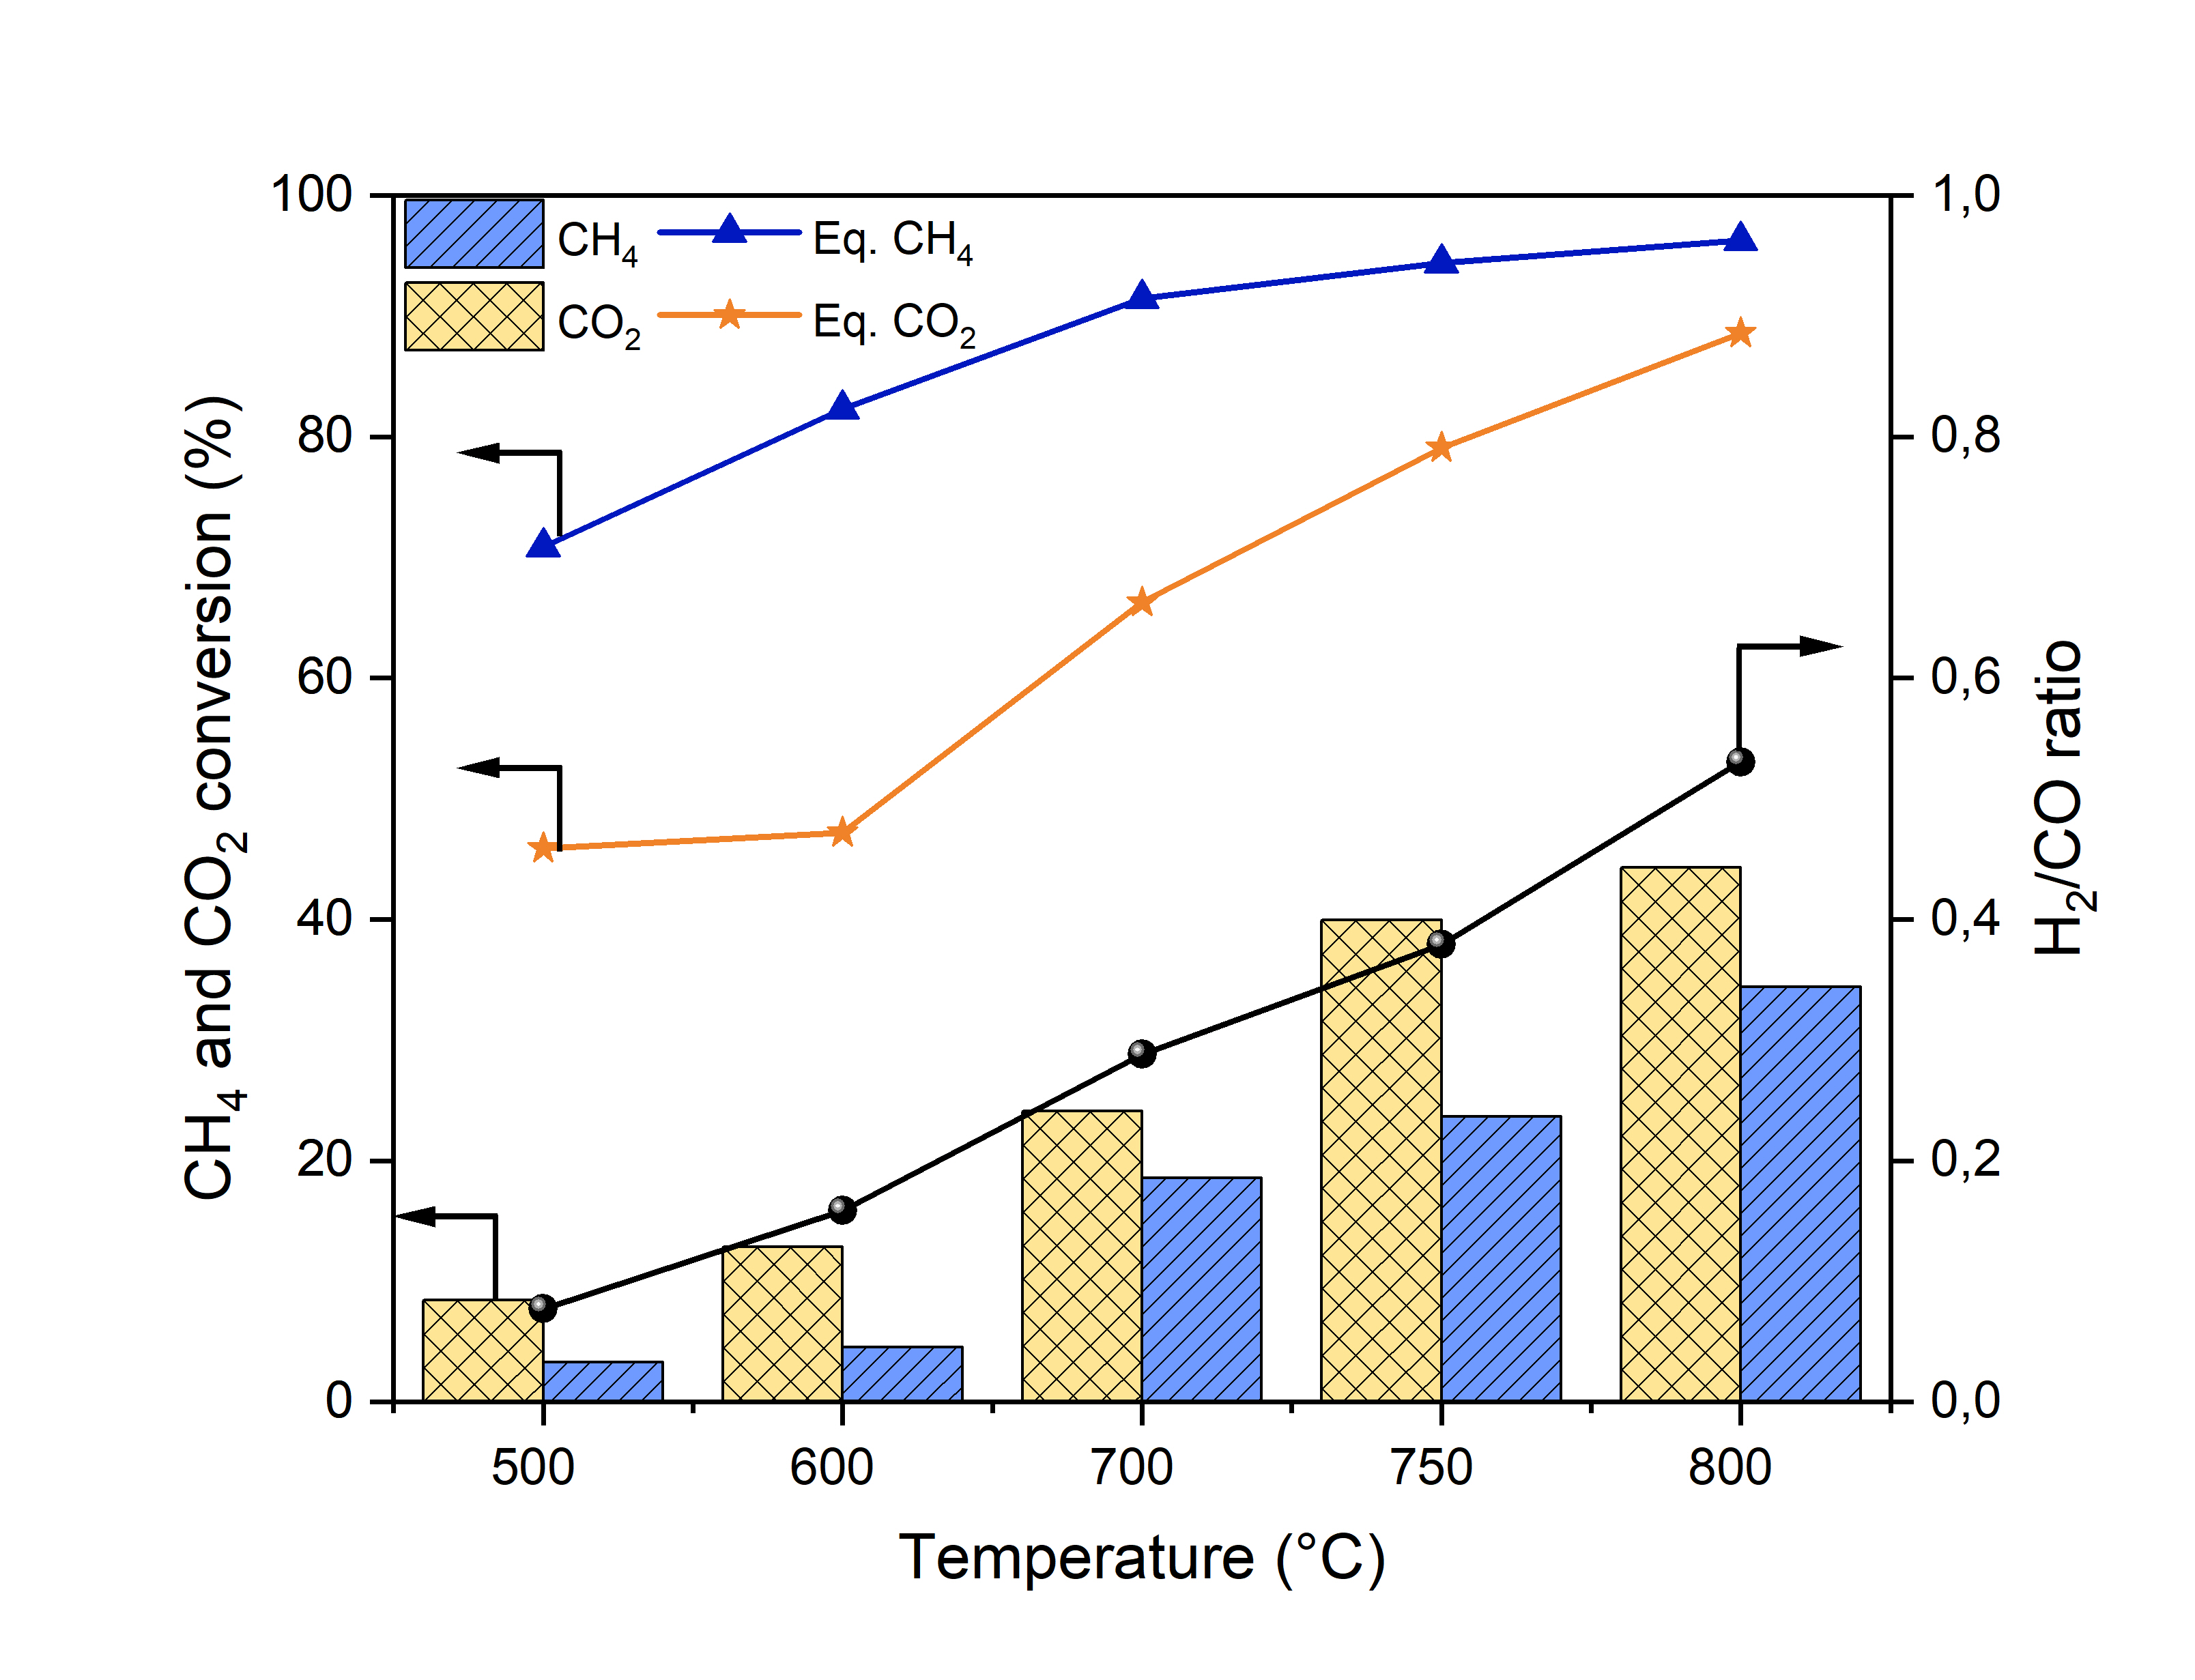 100
80
60
40
20
0
CH4 and CO2 conversion (%)
CH4
Eq. CH4
CO2
Eq. CO2
1,0
0,8
0,6
0,4
0,2
0,0
H2/CO ratio
500 600 700 750 800
Temperature (°C)